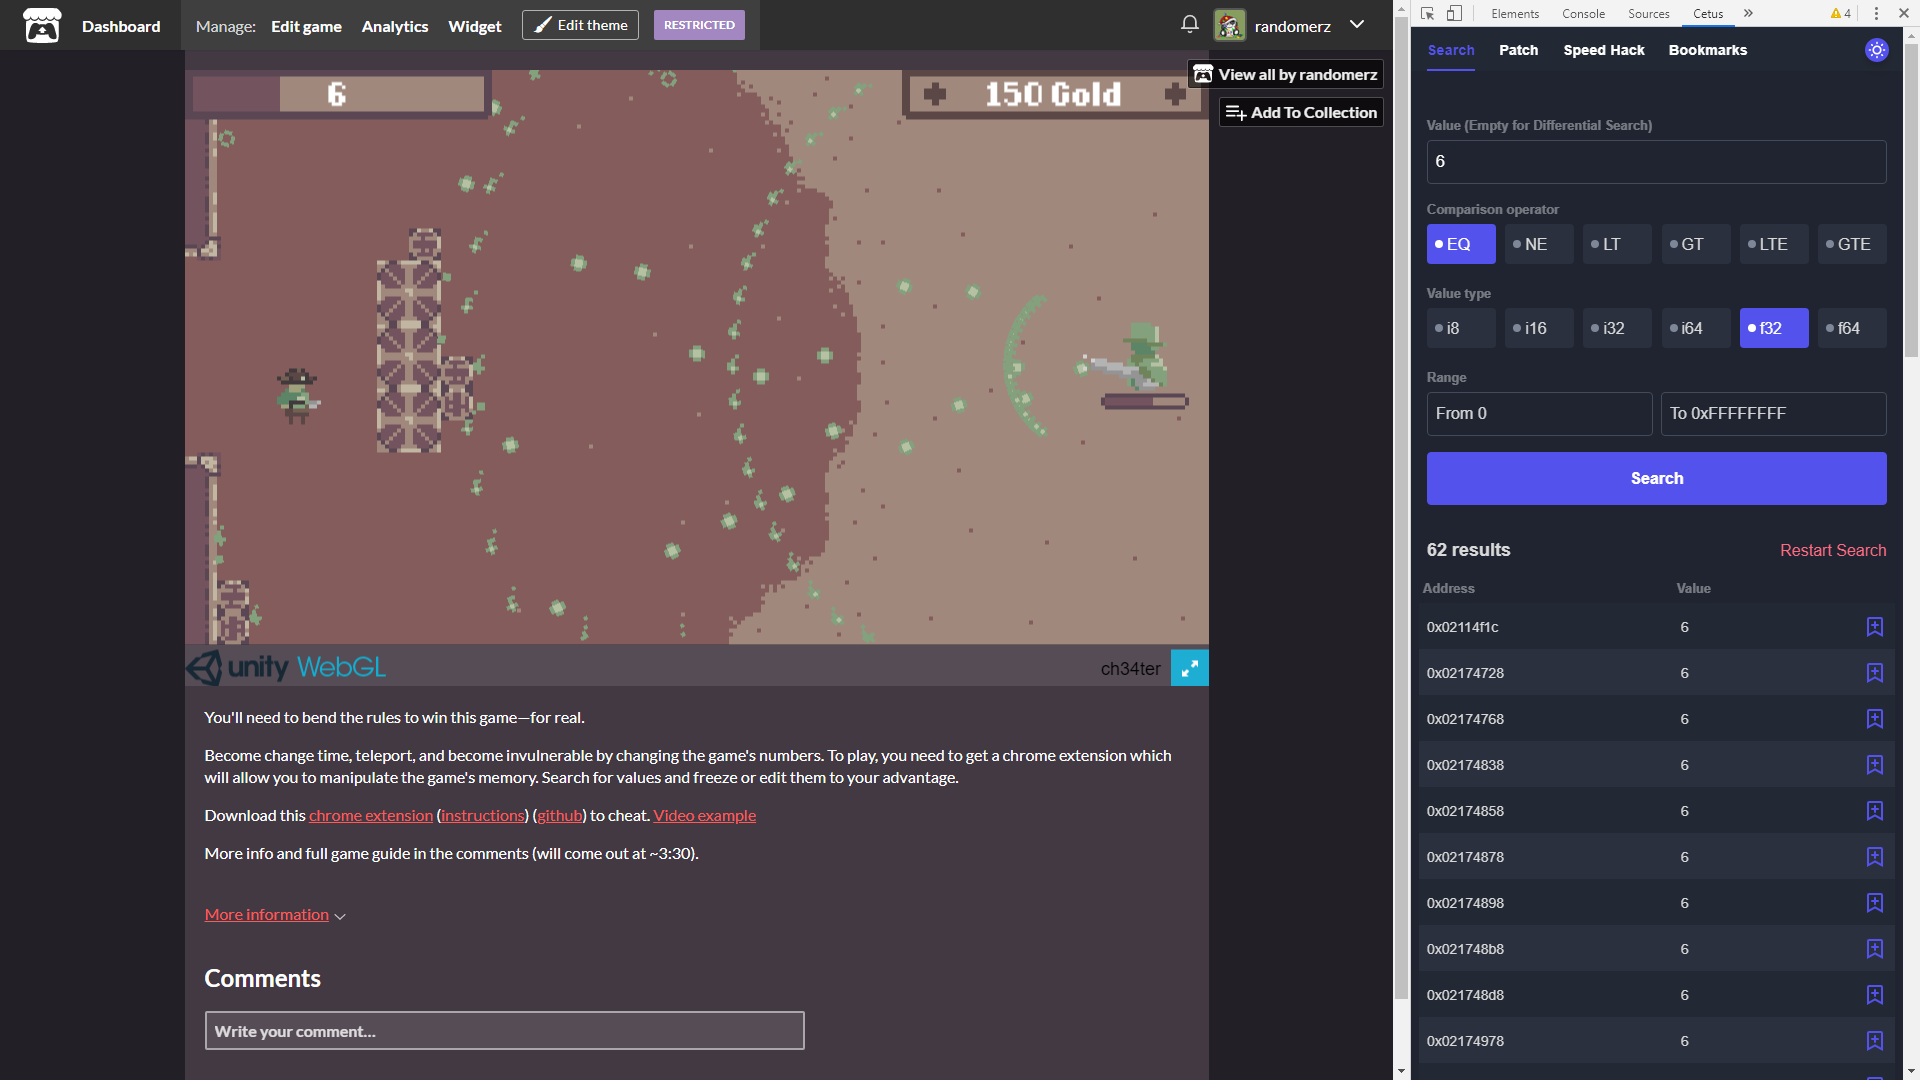 Dashboard
Manage: Edit game Analytics Widget Edit theme RESTRICTED
randomerz
View all by randomerz
Add To Collection
6
150 Gold
unity WebGL
ch34ter
You'll need to bend the rules to win this game—for real.
Become change time, teleport, and become invulnerable by changing the game's numbers. To play, you need to get a chrome extension which
will allow you to manipulate the game's memory. Search for values and freeze or edit them to your advantage.
Download this chrome extension (instructions) (github) to cheat. Video example
More info and full game guide in the comments (will come out at ~3:30).
More information
Comments
Write your comment...
Elements Console Sources Cetus » 4
Search Patch Speed Hack Bookmarks
Value (Empty for Differential Search)
6
Comparison operator
EQ NE LT GT LTE GTE
Value type
i8 i16 i32 i64 f32 f64
Range
From 0 To 0xFFFFFFFF
Search
62 results Restart Search
Address Value
0x02114f1c 6
0x02174728 6
0x02174768 6
0x02174838 6
0x02174858 6
0x02174878 6
0x02174898 6
0x021748b8 6
0x021748d8 6
0x02174978 6